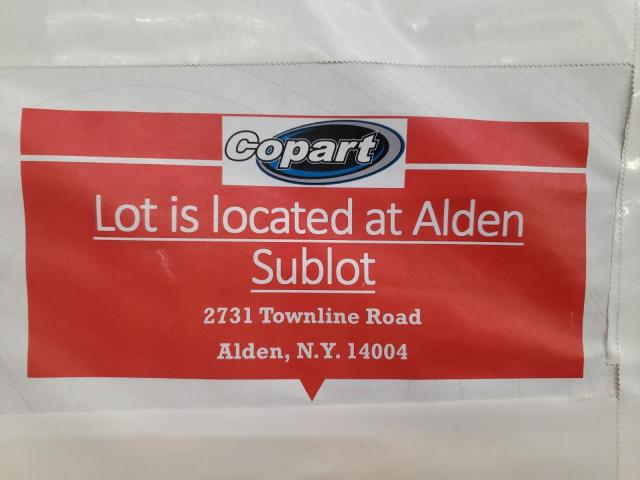 Copart
Lot is located at Alden
Sublot
2731 Townline Road
Alden, N.Y. 14004